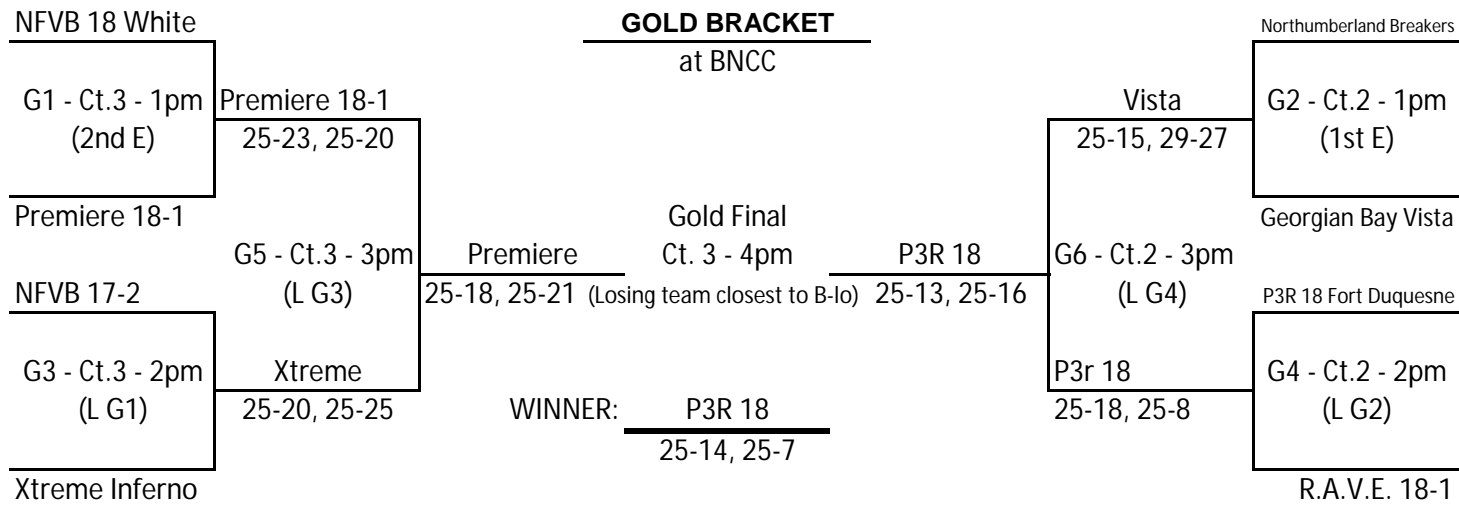 GOLD BRACKET
at BNCC
NFVB 18 White
G1 - Ct.3 - 1pm
(2nd E)
Premiere 18-1
Premiere 18-1
25-23, 25-20
NFVB 17-2
G3 - Ct.3 - 2pm
(L G1)
Xtreme Inferno
Xtreme
25-20, 25-25
G5 - Ct.3 - 3pm
(L G3)
Premiere
25-18, 25-21
Gold Final
Ct. 3 - 4pm
(Losing team closest to B-lo)
WINNER:
P3R 18
25-14, 25-7
P3R 18
25-13, 25-16
G6 - Ct.2 - 3pm
(L G4)
Vista
25-15, 29-27
Northumberland Breakers
G2 - Ct.2 - 1pm
(1st E)
Georgian Bay Vista
P3r 18
25-18, 25-8
P3R 18 Fort Duquesne
G4 - Ct.2 - 2pm
(L G2)
R.A.V.E. 18-1